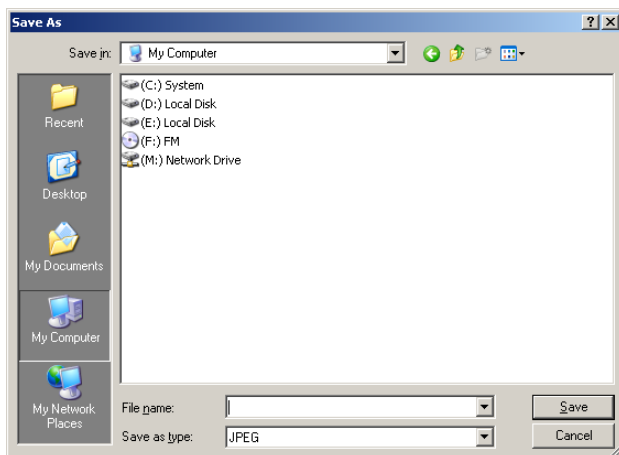 Save As
Save in: My Computer
Recent
Desktop
My Documents
My Computer
My Network
Places
(C:) System
(D:) Local Disk
(E:) Local Disk
(F:) FM
(M:) Network Drive
File name:
Save
Save as type: JPEG
Cancel